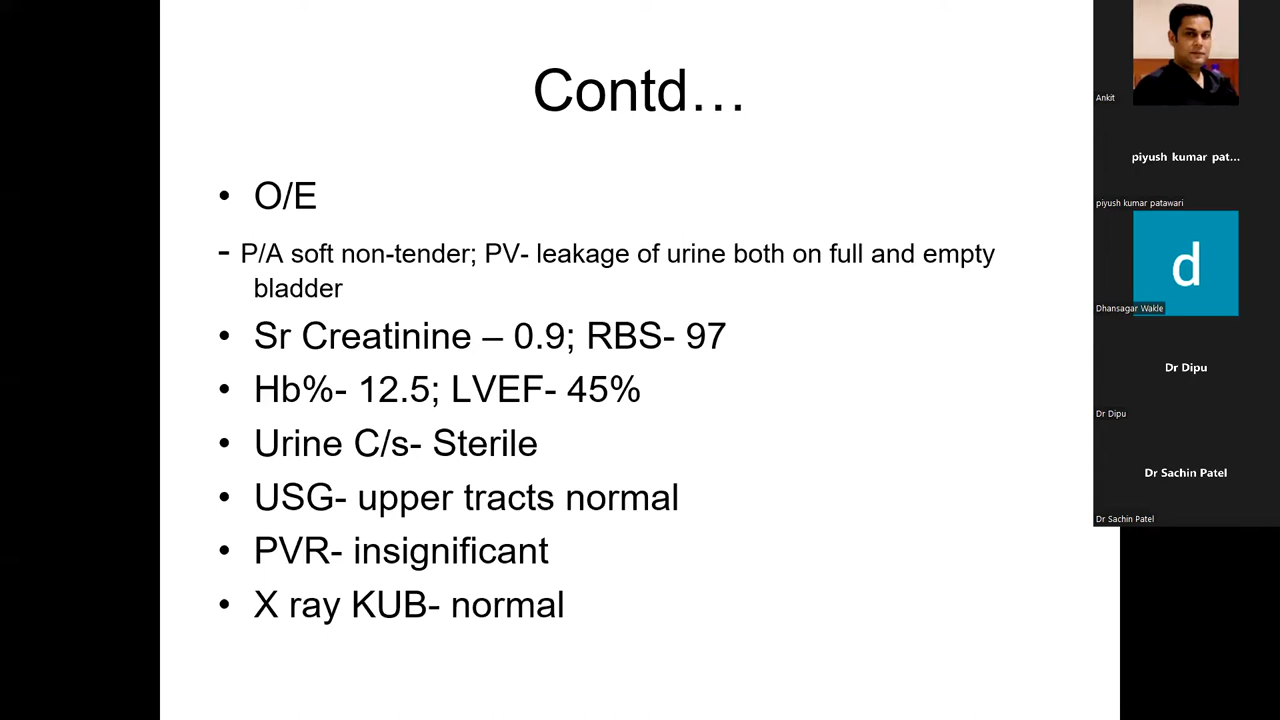 Contd…
• O/E
- P/A soft non-tender; PV- leakage of urine both on full and empty
bladder
• Sr Creatinine – 0.9; RBS- 97
• Hb%- 12.5; LVEF- 45%
• Urine C/s- Sterile
• USG- upper tracts normal
• PVR- insignificant
• X ray KUB- normal
Ankit
piyush kumar pat...
piyush kumar patawari
d
Dhansagar Wakle
Dr Dipu
Dr Dipu
Dr Sachin Patel
Dr Sachin Patel